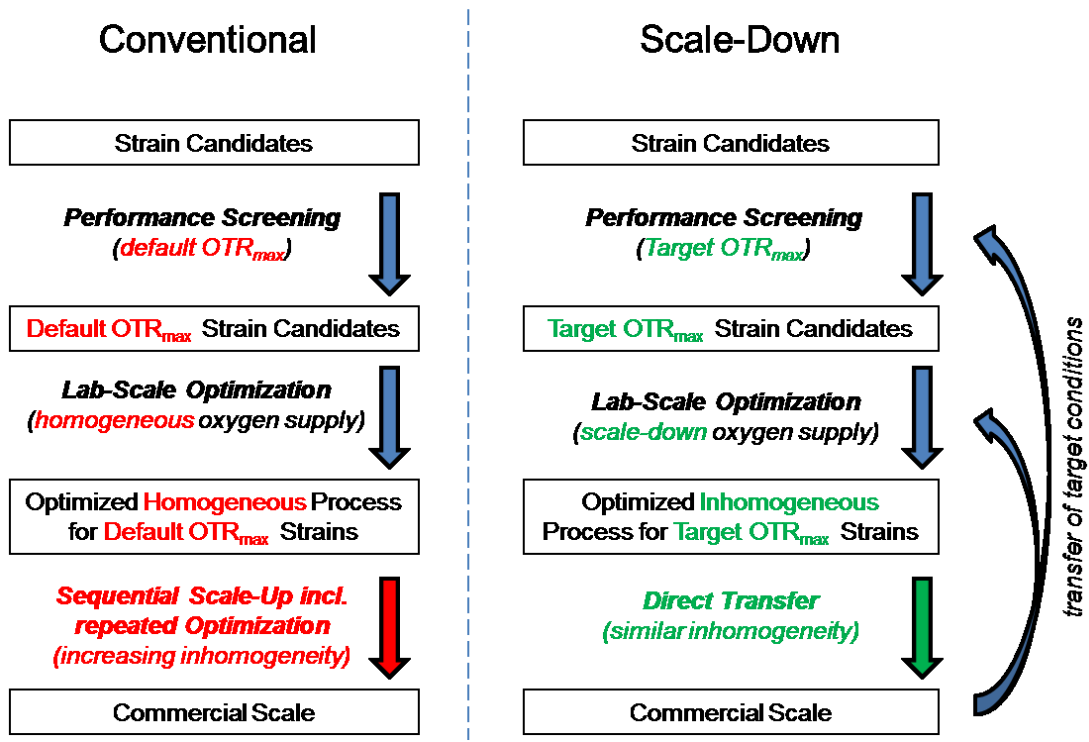 Conventional
Strain Candidates
Performance Screening
(default OTRmax)
Default OTRmax Strain Candidates
Lab-Scale Optimization
(homogeneous oxygen supply)
Optimized Homogeneous Process
for Default OTRmax Strains
Sequential Scale-Up incl.
repeated Optimization
(increasing inhomogeneity)
Commercial Scale
Scale-Down
Strain Candidates
Performance Screening
(Target OTRmax)
Target OTRmax Strain Candidates
Lab-Scale Optimization
(scale-down oxygen supply)
Optimized Inhomogeneous
Process for Target OTRmax Strains
Direct Transfer
(similar inhomogeneity)
Commercial Scale
transfer of target conditions